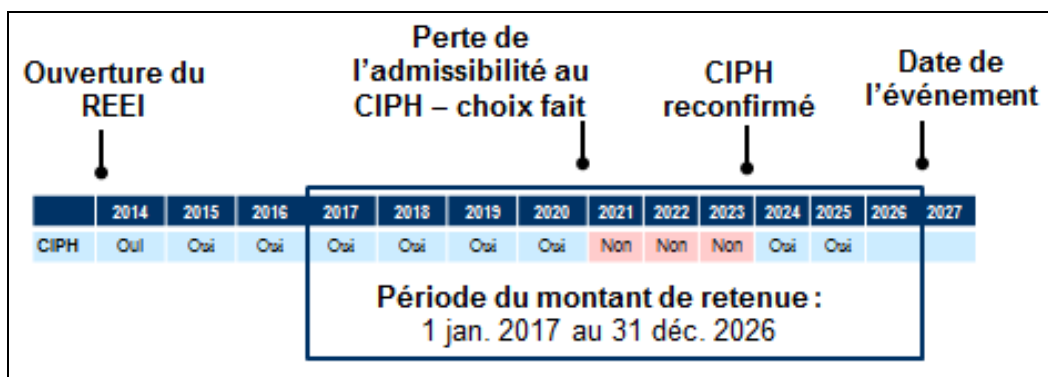 Ouverture du
REEI
Perte de
l'admissibilité au
CIPH – choix fait
CIPH
reconfirmé
Date de
l'événement
2014 2015 2016 2017 2018 2019 2020 2021 2022 2023 2024 2025 2026 2027
CIPH Oui Oui Oui Oui Oui Oui Oui Non Non Non Oui Oui
Période du montant de retenue :
1 jan. 2017 au 31 déc. 2026